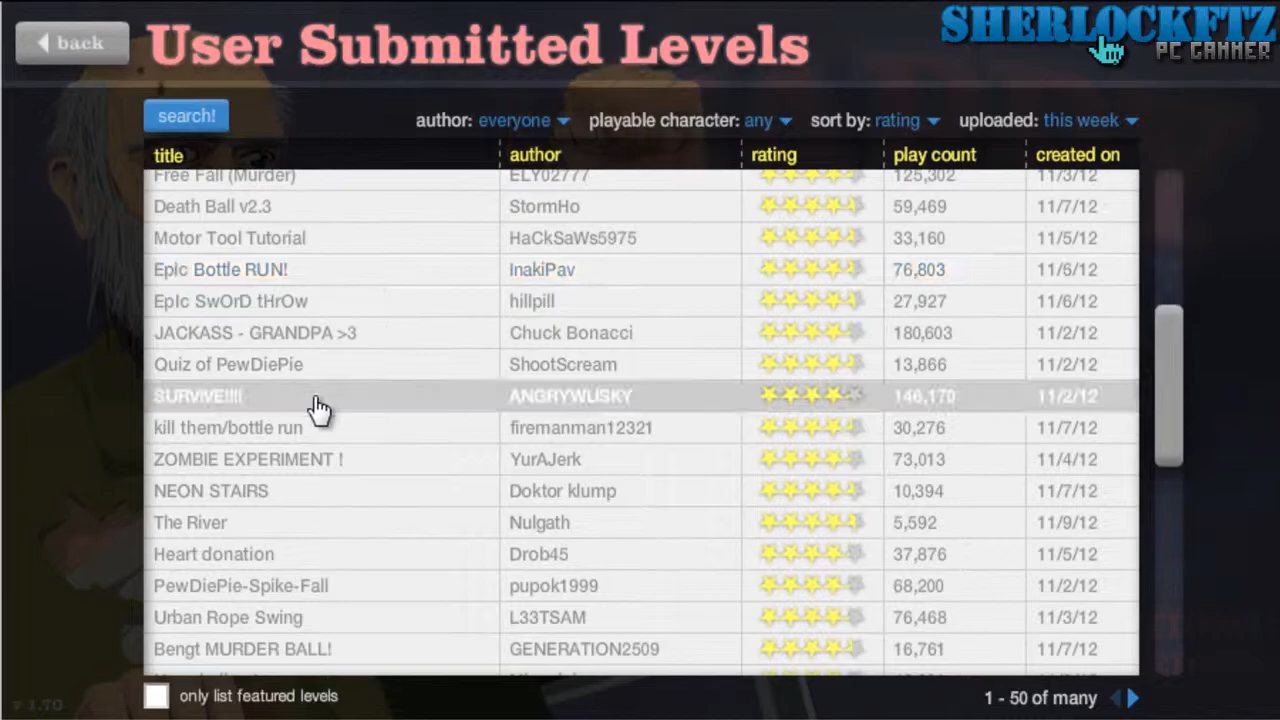 back
User Submitted Levels
SHERLOCKFTZ
PC GAMMER
search!
author: everyone playable character: any sort by: rating uploaded: this week
title author rating play count created on
Free Fall (Murder) ELY02777 125,302 11/3/12
Death Ball v2.3 StormHo 59,469 11/7/12
Motor Tool Tutorial HaCkSaWs5975 33,160 11/5/12
Epic Bottle RUN! InakiPav 76,803 11/6/12
EpIc SwOrD tHrOw hillpill 27,927 11/6/12
JACKASS - GRANDPA >3 Chuck Bonacci 180,603 11/2/12
Quiz of PewDiePie ShootScream 13,866 11/2/12
SURVIVE!!!! ANGRYWUSKY 146,170 11/2/12
kill them/bottle run firemanman12321 30,276 11/7/12
ZOMBIE EXPERIMENT ! YurAJerk 73,013 11/4/12
NEON STAIRS Doktor klump 10,394 11/7/12
The River Nulgath 5,592 11/9/12
Heart donation Drob45 37,876 11/5/12
PewDiePie-Spike-Fall pupok1999 68,200 11/2/12
Urban Rope Swing L33TSAM 76,468 11/3/12
Bengt MURDER BALL! GENERATION2509 16,761 11/7/12
only list featured levels
1 - 50 of many
v 1.70